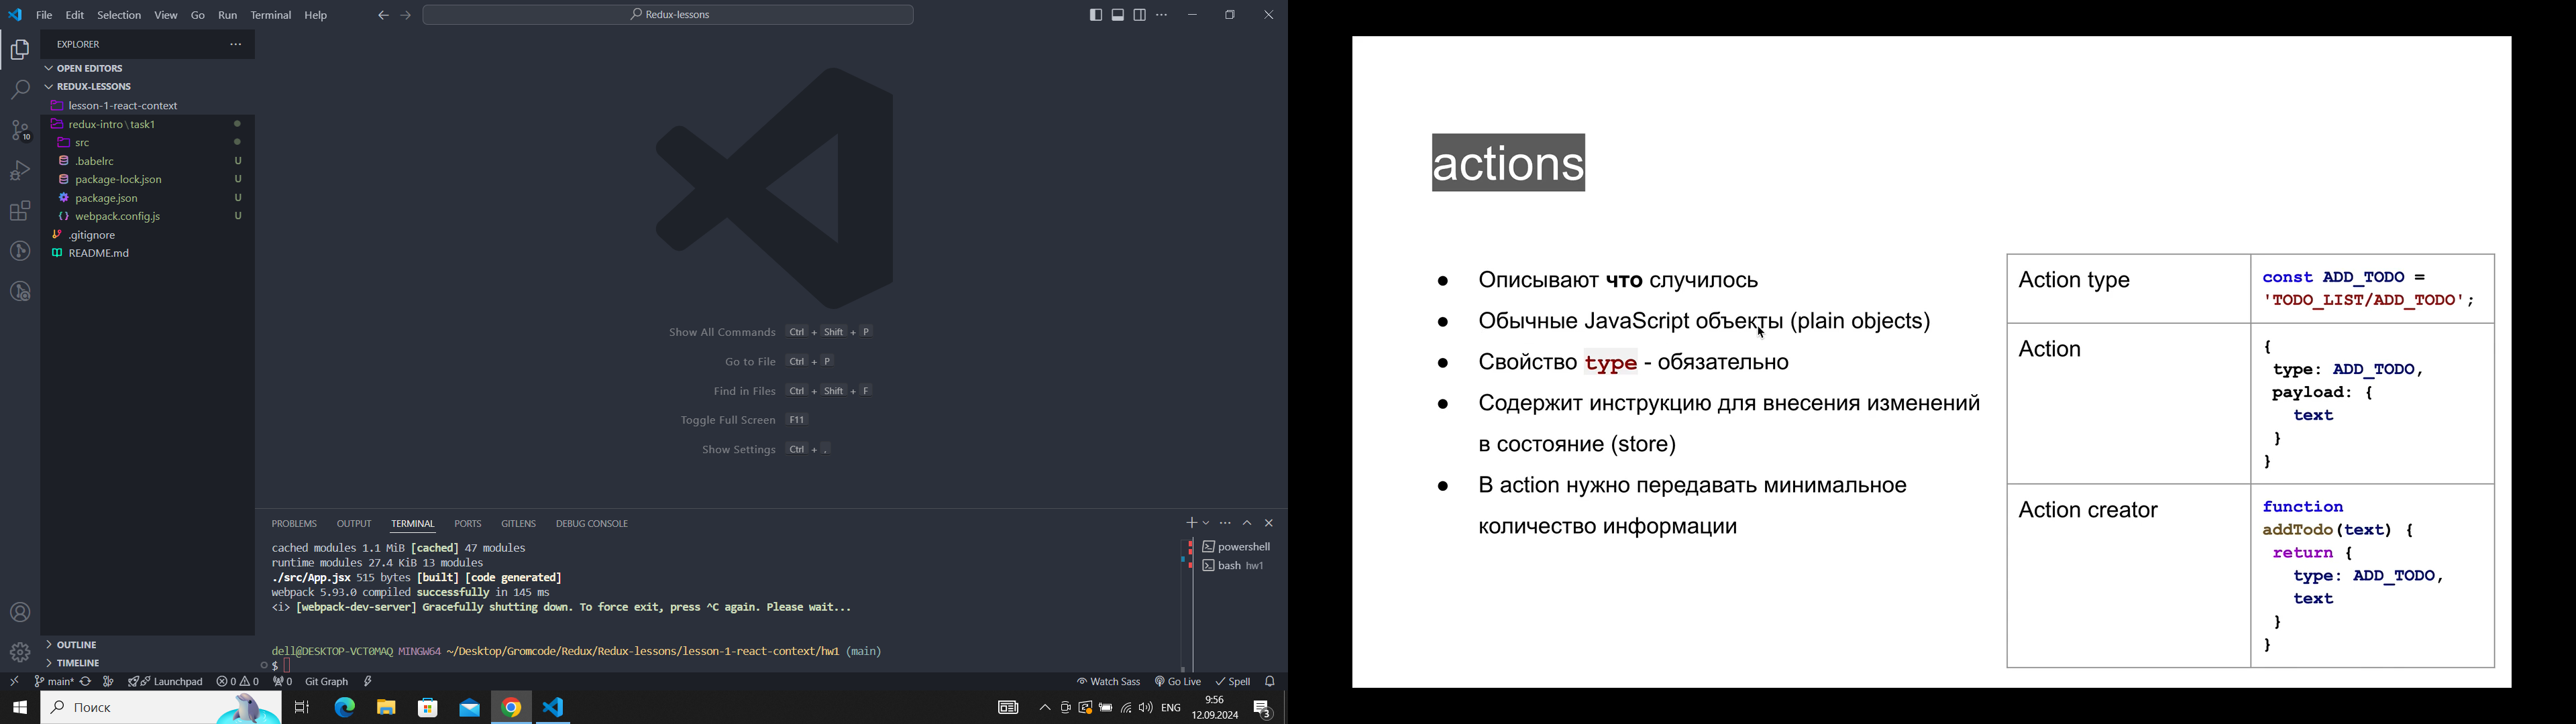 File Edit Selection View Go Run Terminal Help
Redux-lessons
EXPLORER
OPEN EDITORS
REDUX-LESSONS
lesson-1-react-context
redux-intro \ task1
src
.babelrc U
package-lock.json U
package.json U
webpack.config.js U
.gitignore
README.md
10
OUTLINE
TIMELINE
Show All Commands Ctrl + Shift + P
Go to File Ctrl + P
Find in Files Ctrl + Shift + F
Toggle Full Screen F11
Show Settings Ctrl + ,
PROBLEMS OUTPUT TERMINAL PORTS GITLENS DEBUG CONSOLE
cached modules 1.1 MiB [cached] 47 modules
runtime modules 27.4 KiB 13 modules
./src/App.jsx 515 bytes [built] [code generated]
webpack 5.93.0 compiled successfully in 145 ms
<i> [webpack-dev-server] Gracefully shutting down. To force exit, press ^C again. Please wait...
dell@DESKTOP-VCT0MAQ MINGW64 ~/Desktop/Gromcode/Redux/Redux-lessons/lesson-1-react-context/hw1 (main)
$
powershell
bash hw1
main* Launchpad 0 0 0 Git Graph
Watch Sass Go Live Spell
Поиск
ENG
9:56
12.09.2024
3
actions
● Описывают что случилось
● Обычные JavaScript объекты (plain objects)
● Свойство type - обязательно
● Содержит инструкцию для внесения изменений
в состояние (store)
● В action нужно передавать минимальное
количество информации
Action type
const ADD_TODO =
'TODO_LIST/ADD_TODO';
Action
{
type: ADD_TODO,
payload: {
text
}
}
Action creator
function
addTodo(text) {
return {
type: ADD_TODO,
text
}
}